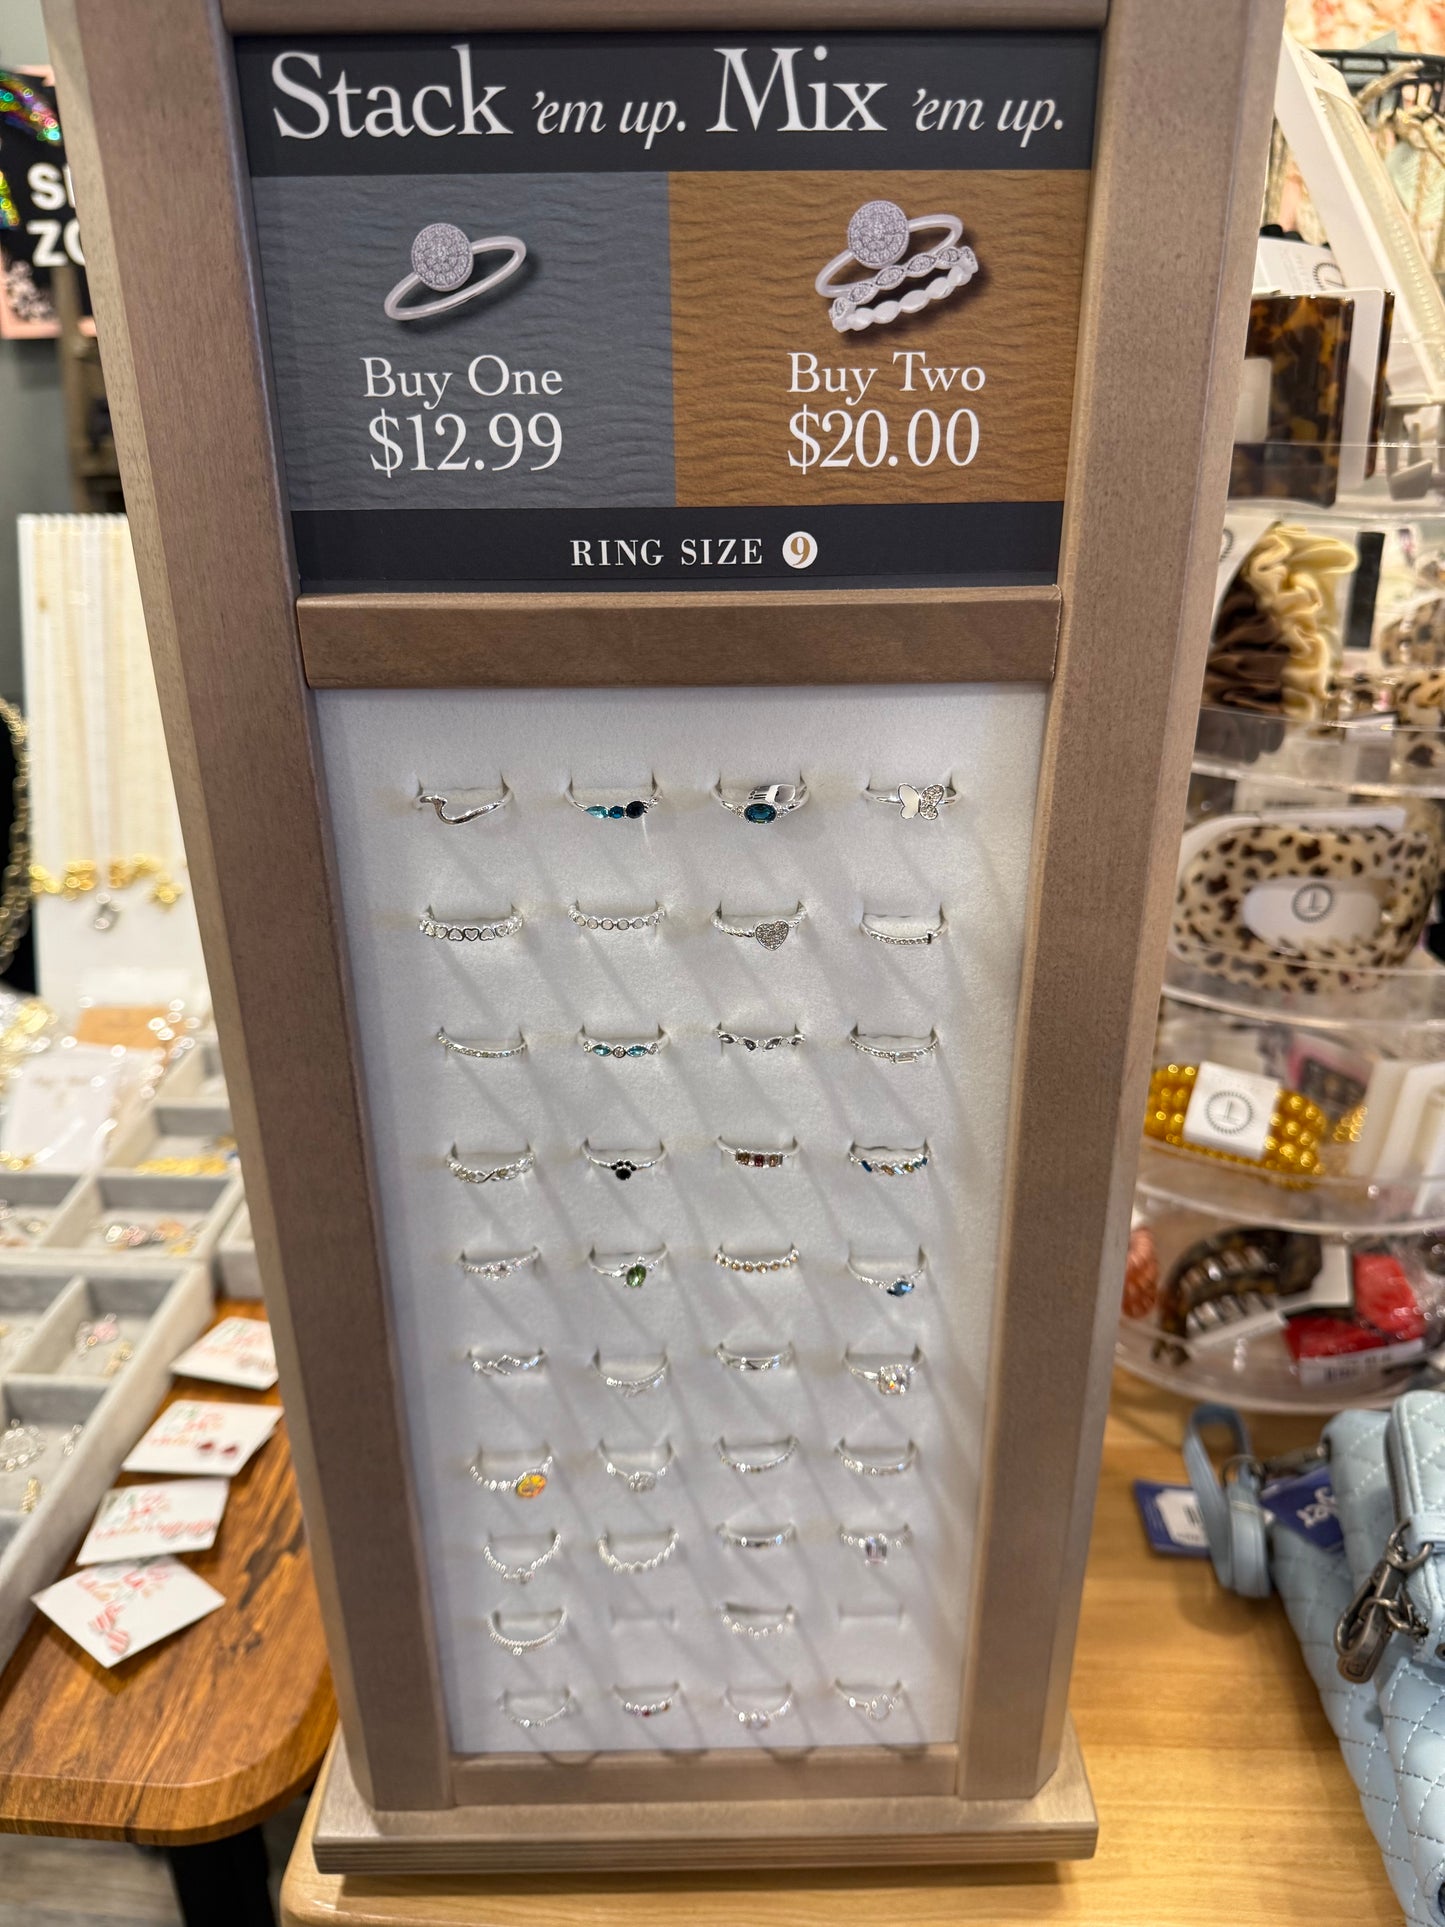 Stack 'em up. Mix 'em up.
Buy One
$12.99
Buy Two
$20.00
RING SIZE 9